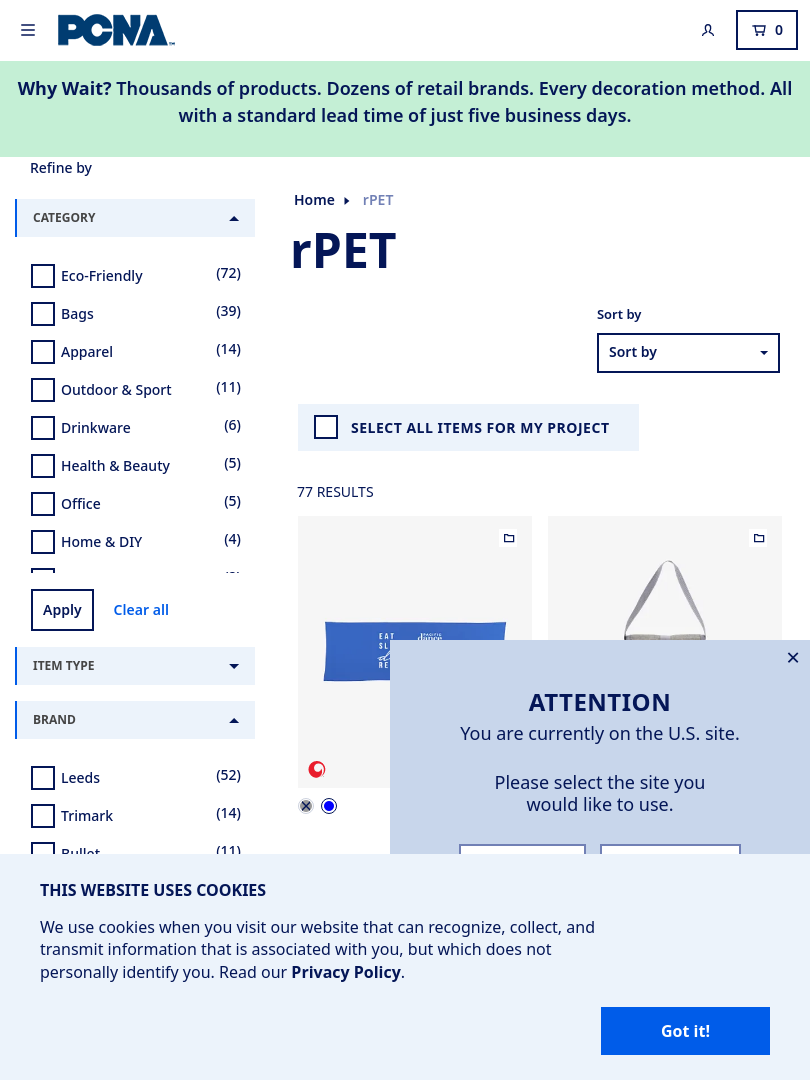 PCNA
0
Why Wait? Thousands of products. Dozens of retail brands. Every decoration method. All
with a standard lead time of just five business days.
Refine by
CATEGORY
Eco-Friendly (72)
Bags (39)
Apparel (14)
Outdoor & Sport (11)
Drinkware (6)
Health & Beauty (5)
Office (5)
Home & DIY (4)
Apply
Clear all
ITEM TYPE
BRAND
Leeds (52)
Trimark (14)
Bullet (11)
Home
rPET
rPET
Sort by
Sort by
SELECT ALL ITEMS FOR MY PROJECT
77 RESULTS
EAT
PACIFIC
dance
ATTENTION
You are currently on the U.S. site.
Please select the site you
would like to use.
THIS WEBSITE USES COOKIES
We use cookies when you visit our website that can recognize, collect, and
transmit information that is associated with you, but which does not
personally identify you. Read our Privacy Policy.
Got it!